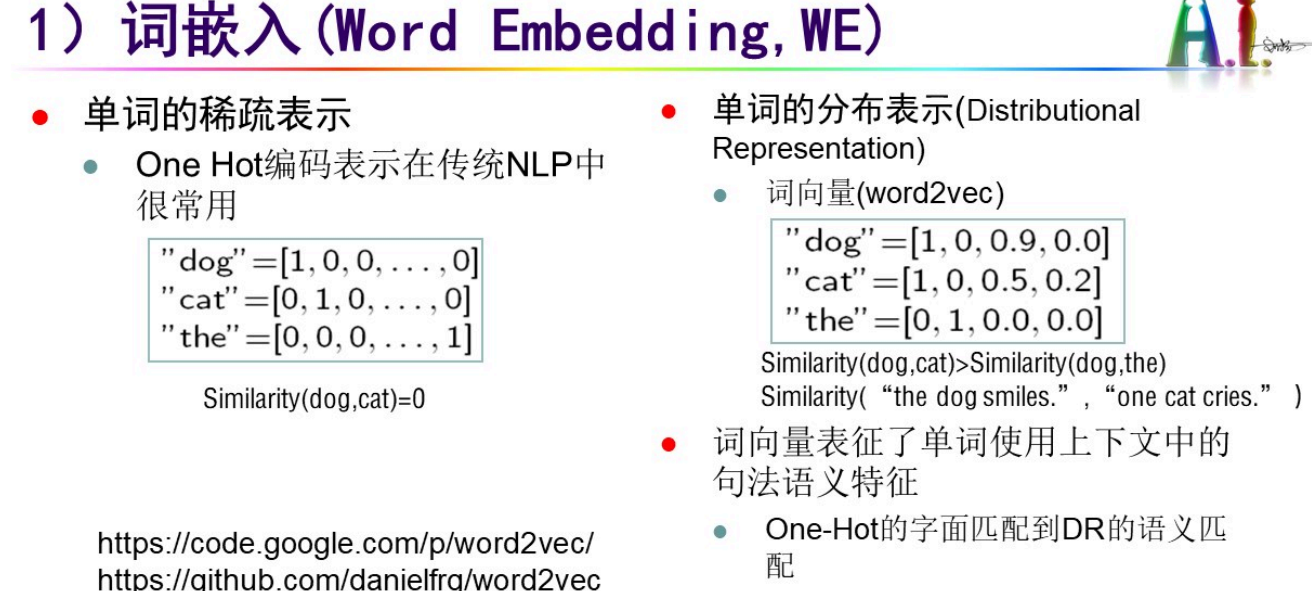 1）词嵌入(Word Embedding,WE)
A.I.
单词的稀疏表示
One Hot编码表示在传统NLP中
很常用
"dog"=[1, 0, 0, . . . , 0]
"cat"=[0, 1, 0, . . . , 0]
"the"=[0, 0, 0, . . . , 1]
Similarity(dog,cat)=0
https://code.google.com/p/word2vec/
https://github.com/danielfrg/word2vec
单词的分布表示(Distributional
Representation)
词向量(word2vec)
"dog"=[1, 0, 0.9, 0.0]
"cat"=[1, 0, 0.5, 0.2]
"the"=[0, 1, 0.0, 0.0]
Similarity(dog,cat)>Similarity(dog,the)
Similarity(“the dog smiles.”, “one cat cries.”)
词向量表征了单词使用上下文中的
句法语义特征
One-Hot的字面匹配到DR的语义匹
配